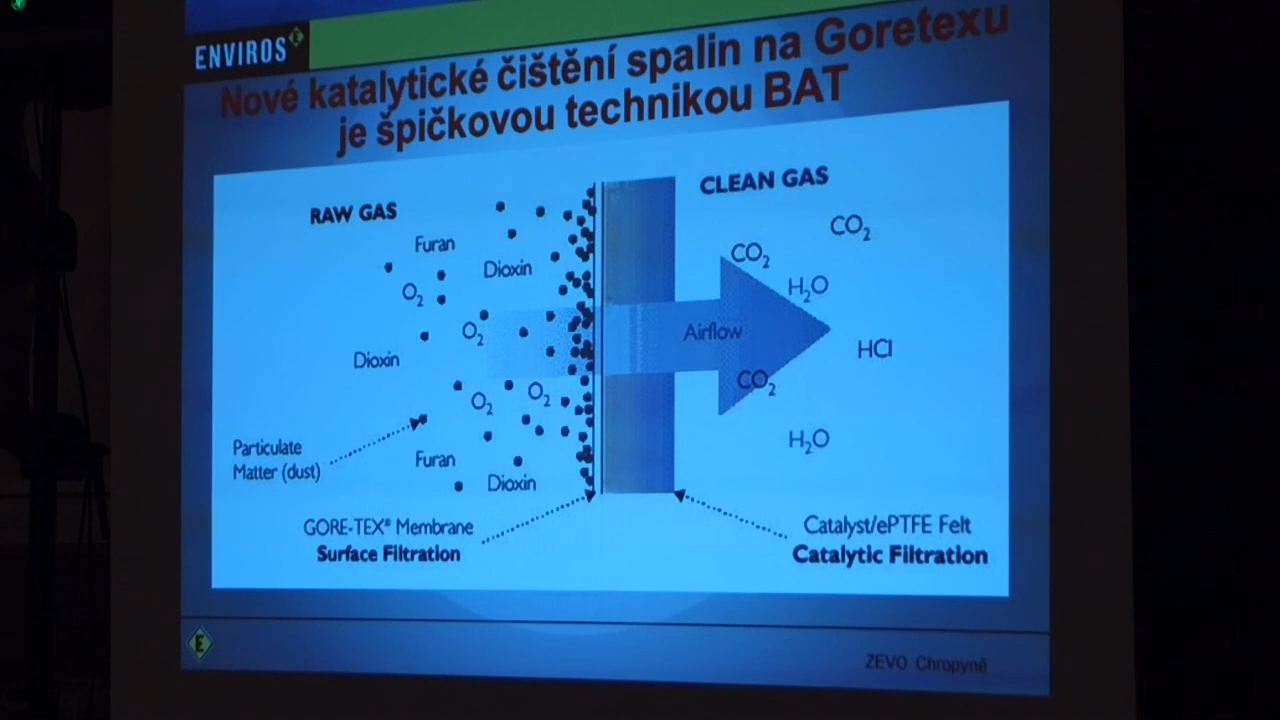 ENVIROS
E
Nové katalytické čištění spalin na Goretexu
je špičkovou technikou BAT
RAW GAS
CLEAN GAS
Furan
Dioxin
O2
O2
Dioxin
O2
O2
Particulate
Matter (dust)
Furan
Dioxin
CO2
CO2
H2O
Airflow
HCl
CO2
H2O
GORE-TEX® Membrane
Surface Filtration
Catalyst/ePTFE Felt
Catalytic Filtration
E
ZEVO Chropyně